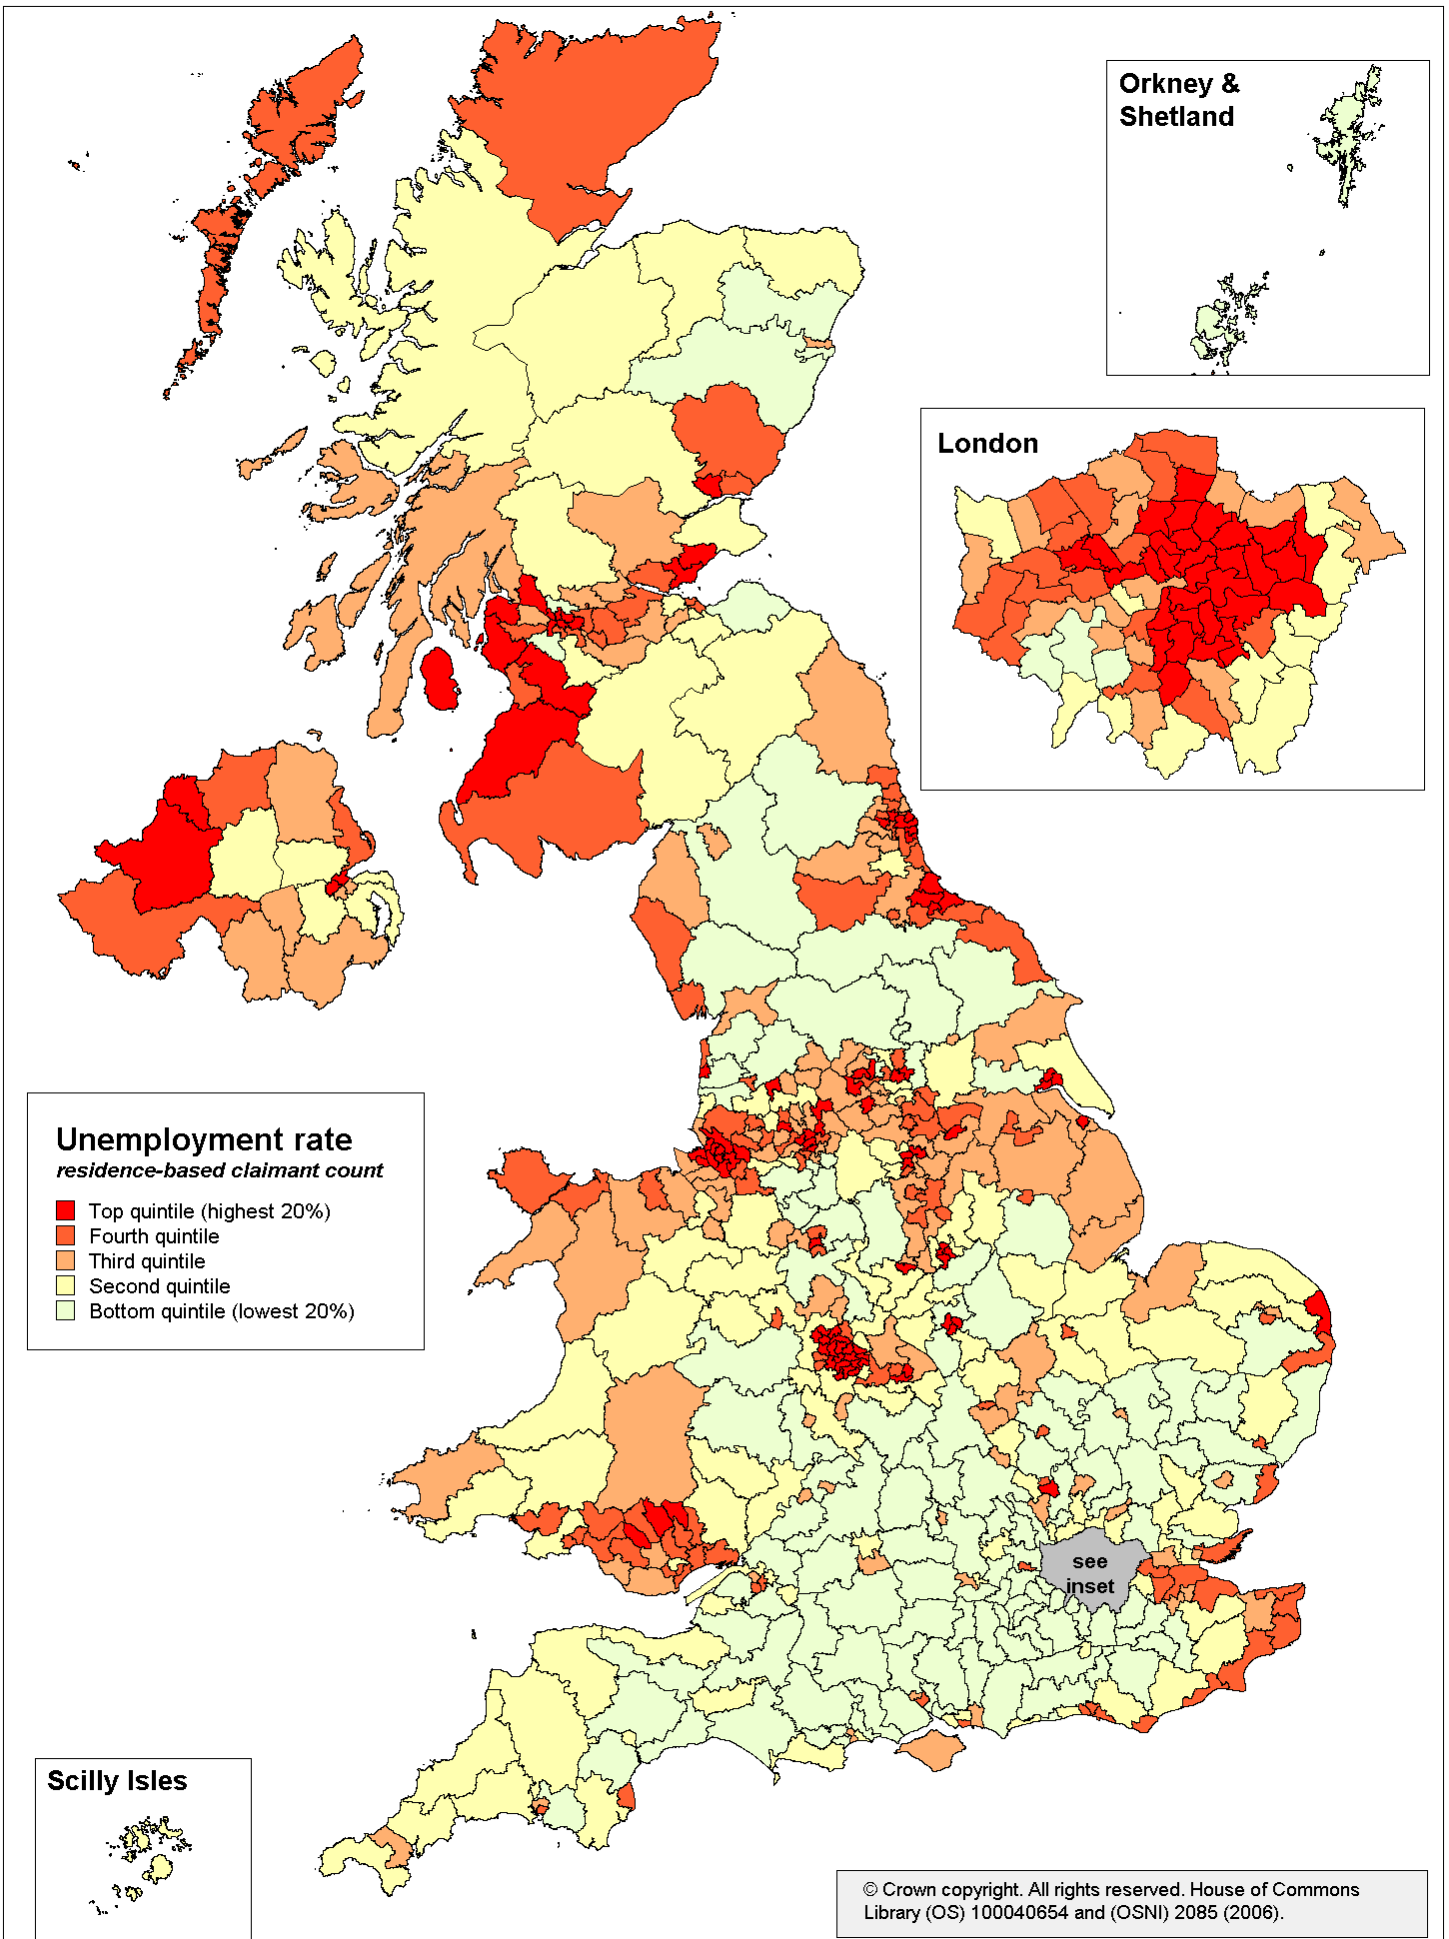 Orkney &
Shetland
London
Unemployment rate
residence-based claimant count
Top quintile (highest 20%)
Fourth quintile
Third quintile
Second quintile
Bottom quintile (lowest 20%)
see
inset
Scilly Isles
© Crown copyright. All rights reserved. House of Commons
Library (OS) 100040654 and (OSNI) 2085 (2006).